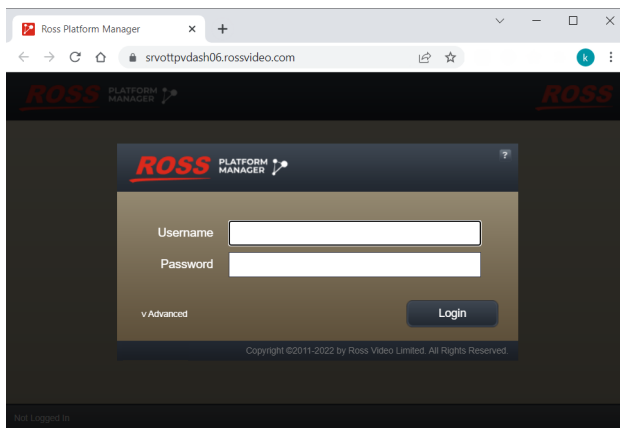 Ross Platform Manager
srvottpvdash06.rossvideo.com
k
ROSS PLATFORM MANAGER
ROSS
ROSS PLATFORM MANAGER
?
Username
Password
v Advanced
Login
Copyright ©2011-2022 by Ross Video Limited. All Rights Reserved.
Not Logged In